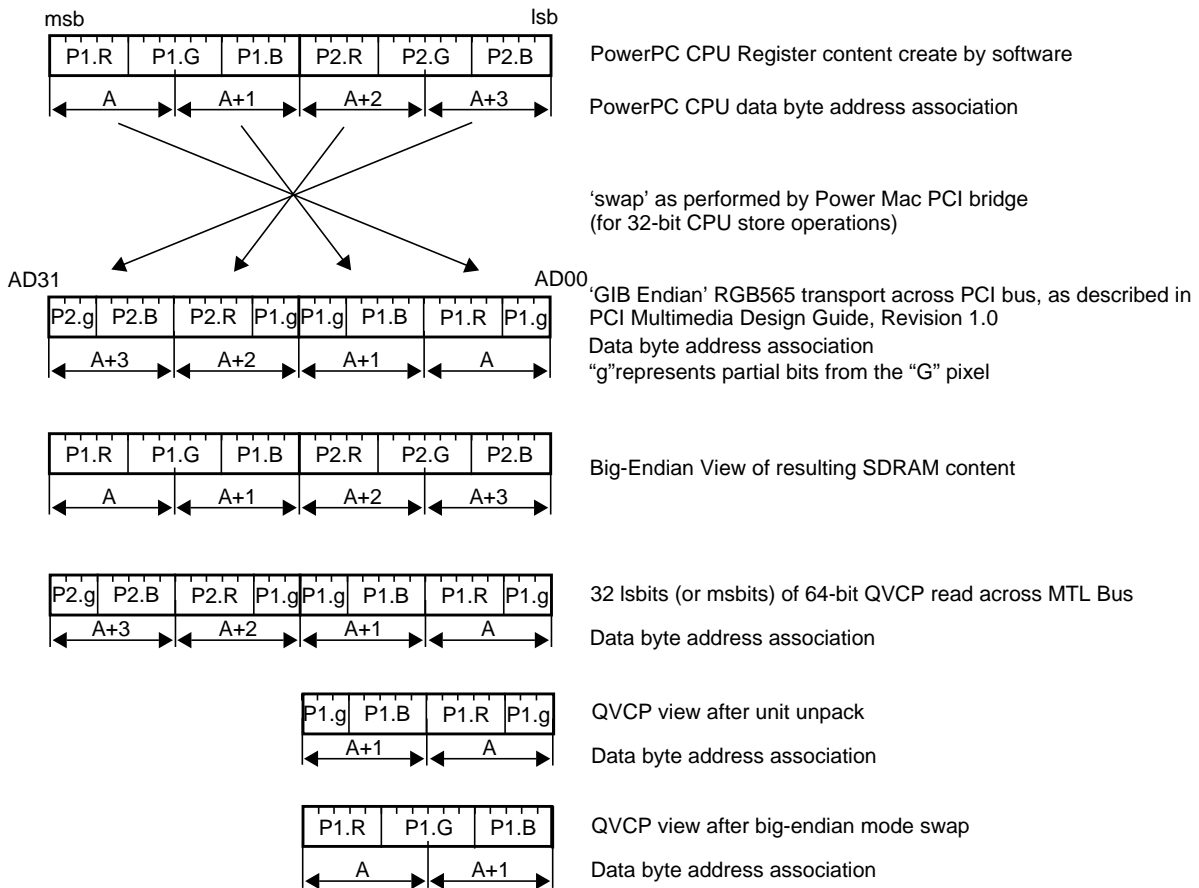 msb lsb
P1.R P1.G P1.B P2.R P2.G P2.B PowerPC CPU Register content create by software
A A+1 A+2 A+3 PowerPC CPU data byte address association
‘swap’ as performed by Power Mac PCI bridge
(for 32-bit CPU store operations)
AD31 AD00
P2.g P2.B P2.R P1.g P1.g P1.B P1.R P1.g ‘GIB Endian’ RGB565 transport across PCI bus, as described in
PCI Multimedia Design Guide, Revision 1.0
A+3 A+2 A+1 A Data byte address association
“g”represents partial bits from the “G” pixel
P1.R P1.G P1.B P2.R P2.G P2.B Big-Endian View of resulting SDRAM content
A A+1 A+2 A+3
P2.g P2.B P2.R P1.g P1.g P1.B P1.R P1.g 32 lsbits (or msbits) of 64-bit QVCP read across MTL Bus
A+3 A+2 A+1 A Data byte address association
P1.g P1.B P1.R P1.g QVCP view after unit unpack
A+1 A Data byte address association
P1.R P1.G P1.B QVCP view after big-endian mode swap
A A+1 Data byte address association